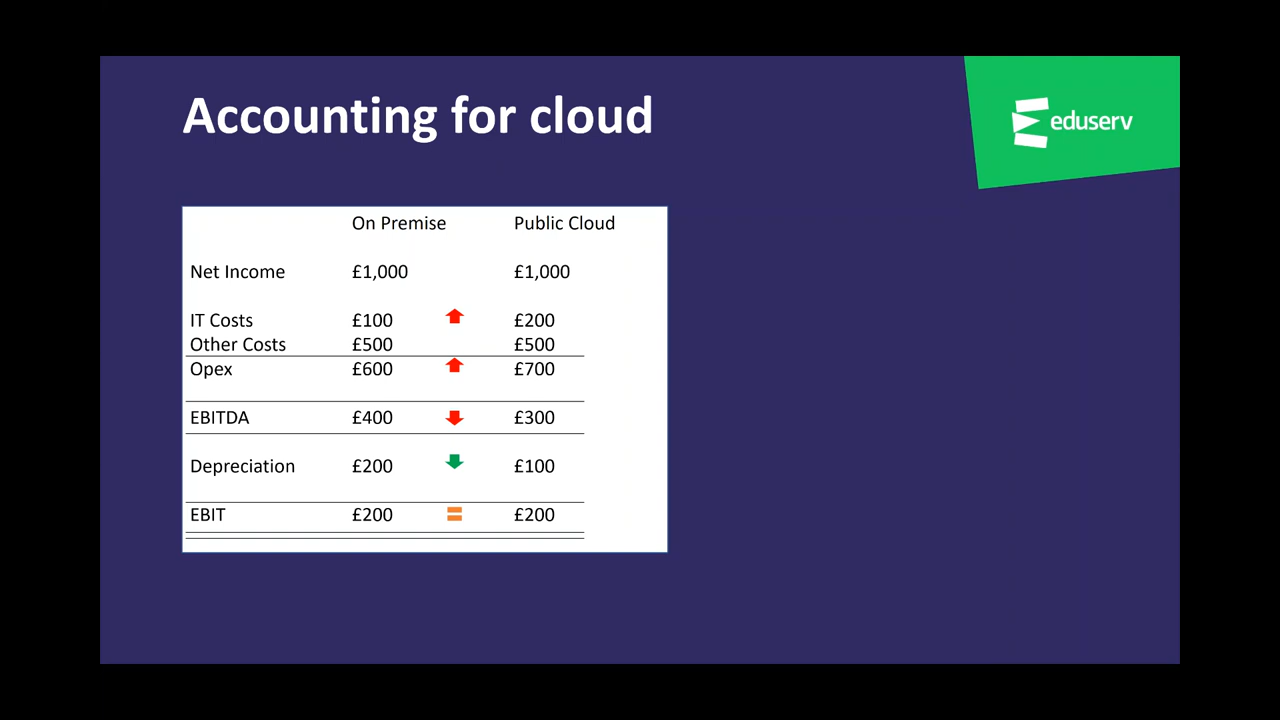 Accounting for cloud
eduserv
On Premise Public Cloud
Net Income £1,000 £1,000
IT Costs £100 £200
Other Costs £500 £500
Opex £600 £700
EBITDA £400 £300
Depreciation £200 £100
EBIT £200 = £200